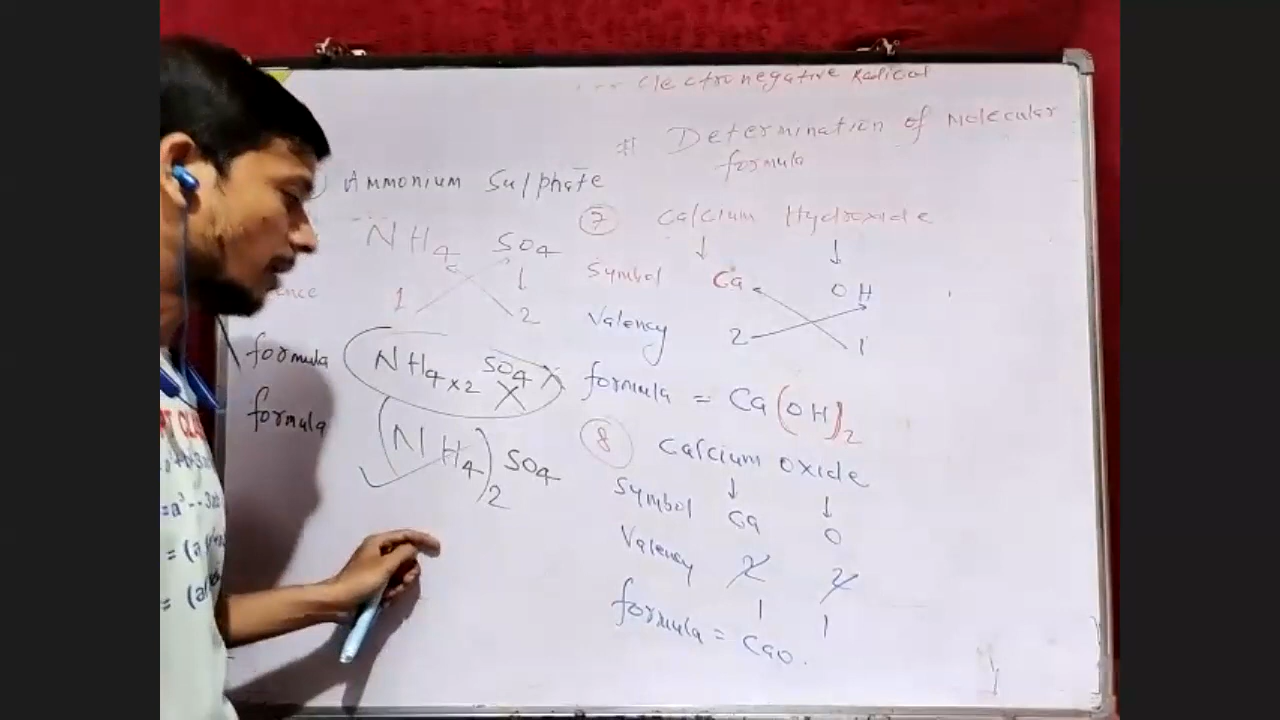 Electronegative Radical
# Determination of Molecular
formula
Ammonium Sulphate
NH4 SO4
1 2
formula NH4 x 2 SO4 X
formula (NH4)2 SO4
7 Calcium Hydroxide
↓ ↓
Symbol Ca OH
Valency 2 1
formula = Ca(OH)2
8 Calcium oxide
↓ ↓
Symbol Ca O
Valency 2 2
1 1
formula = CaO.